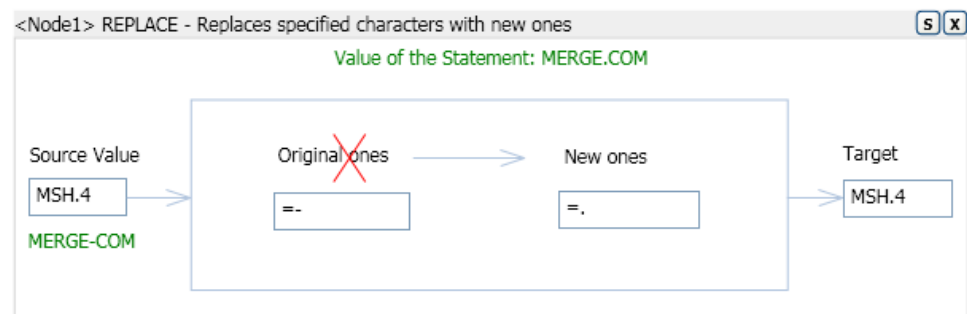 <Node1> REPLACE - Replaces specified characters with new ones
S X
Value of the Statement: MERGE.COM
Source Value
Original ones
New ones
Target
MSH.4
=-
=.
MSH.4
MERGE-COM